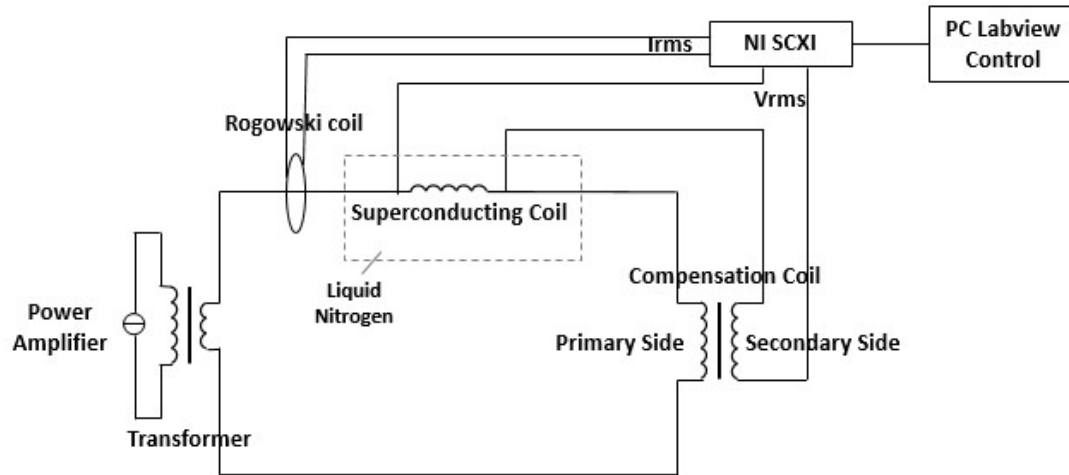 Irms
NI SCXI
PC Labview
Control
Vrms
Rogowski coil
Superconducting Coil
Liquid
Nitrogen
Compensation Coil
Power
Amplifier
Primary Side
Secondary Side
Transformer